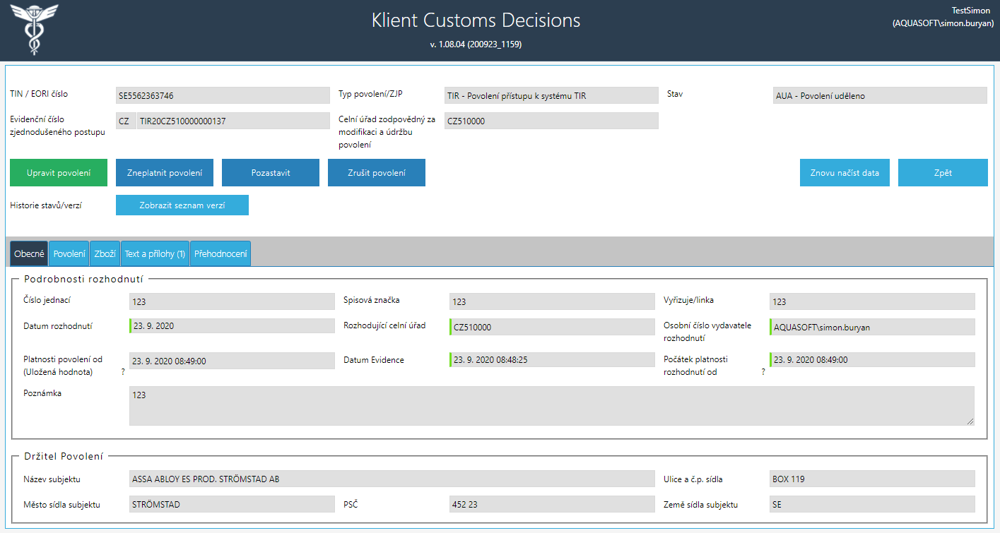 Klient Customs Decisions
v. 1.08.04 (200923_1159)
TestSimon
(AQUASOFT\simon.buryan)
TIN / EORI číslo
SE5562363746
Typ povolení/ZJP
TIR - Povolení přístupu k systému TIR
Stav
AUA - Povolení uděleno
Evidenční číslo
zjednodušeného postupu
CZ
TIR20CZ510000000137
Celní úřad zodpovědný za
modifikaci a údržbu
povolení
CZ510000
Upravit povolení
Zneplatnit povolení
Pozastavit
Zrušit povolení
Znovu načíst data
Zpět
Historie stavů/verzí
Zobrazit seznam verzí
Obecné
Povolení
Zboží
Text a přílohy (1)
Přehodnocení
Podrobnosti rozhodnutí
Číslo jednací
123
Spisová značka
123
Vyřizuje/linka
123
Datum rozhodnutí
23. 9. 2020
Rozhodující celní úřad
CZ510000
Osobní číslo vydavatele
rozhodnutí
AQUASOFT\simon.buryan
Platnosti povolení od
(Uložená hodnota) ?
23. 9. 2020 08:49:00
Datum Evidence
23. 9. 2020 08:48:25
Počátek platnosti
rozhodnutí od ?
23. 9. 2020 08:49:00
Poznámka
123
Držitel Povolení
Název subjektu
ASSA ABLOY ES PROD. STRÖMSTAD AB
Ulice a č.p. sídla
BOX 119
Město sídla subjektu
STRÖMSTAD
PSČ
452 23
Země sídla subjektu
SE